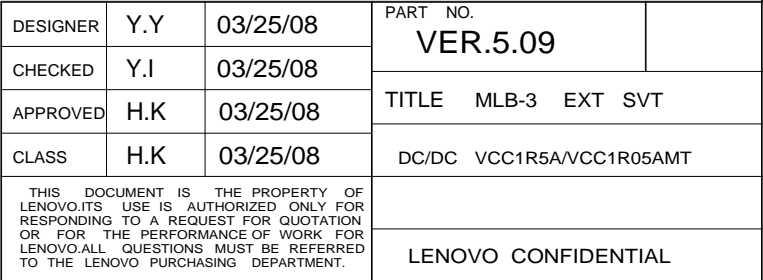 DESIGNER Y.Y 03/25/08
CHECKED Y.I 03/25/08
APPROVED H.K 03/25/08
CLASS H.K 03/25/08
THIS DOCUMENT IS THE PROPERTY OF
LENOVO.ITS USE IS AUTHORIZED ONLY FOR
RESPONDING TO A REQUEST FOR QUOTATION
OR FOR THE PERFORMANCE OF WORK FOR
LENOVO.ALL QUESTIONS MUST BE REFERRED
TO THE LENOVO PURCHASING DEPARTMENT.
PART NO.
VER.5.09
TITLE MLB-3 EXT SVT
DC/DC VCC1R5A/VCC1R05AMT
LENOVO CONFIDENTIAL